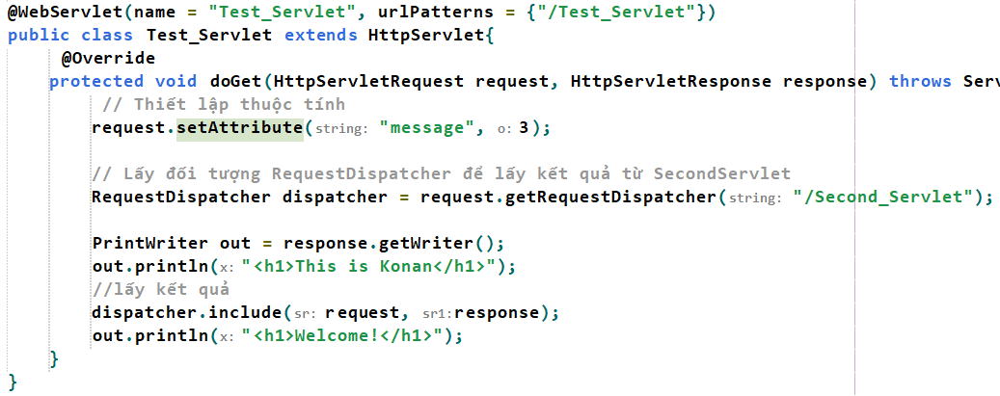 @WebServlet(name = "Test_Servlet", urlPatterns = {"/Test_Servlet"})
public class Test_Servlet extends HttpServlet{
@Override
protected void doGet(HttpServletRequest request, HttpServletResponse response) throws Serv
// Thiết lập thuộc tính
request.setAttribute(string: "message", o: 3);
// Lấy đối tượng RequestDispatcher để lấy kết quả từ SecondServlet
RequestDispatcher dispatcher = request.getRequestDispatcher(string: "/Second_Servlet");
PrintWriter out = response.getWriter();
out.println(x: "<h1>This is Konan</h1>");
//lấy kết quả
dispatcher.include(sr: request, sr1: response);
out.println(x: "<h1>Welcome!</h1>");
}
}